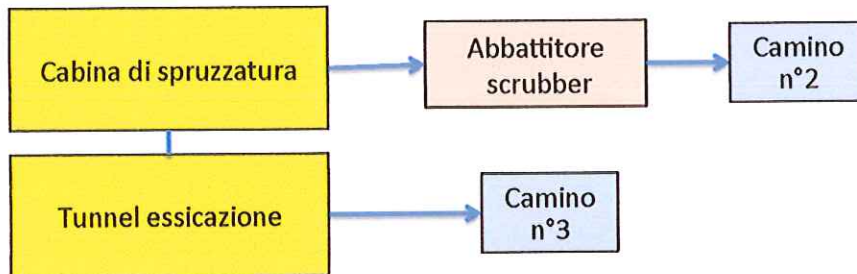 Cabina di spruzzatura
Abbattitore
scrubber
Camino
n°2
Tunnel essicazione
Camino
n°3